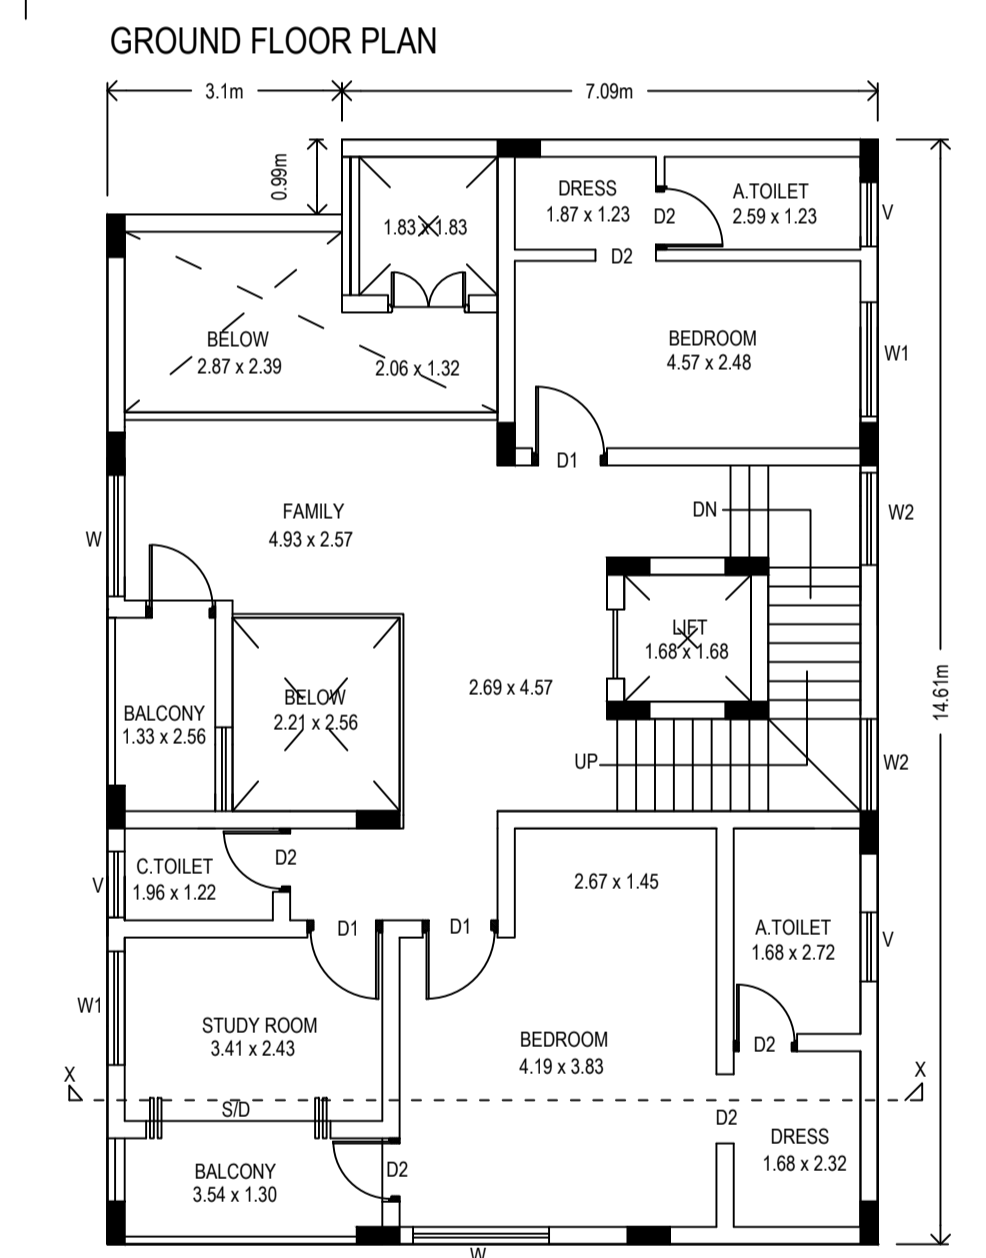 GROUND FLOOR PLAN
3.1m
7.09m
0.99m
1.83 x 1.83
DRESS
1.87 x 1.23
D2
A.TOILET
2.59 x 1.23
V
D2
BELOW
2.87 x 2.39
2.06 x 1.32
BEDROOM
4.57 x 2.48
W1
D1
FAMILY
4.93 x 2.57
W
DN
W2
LIFT
1.68 x 1.68
14.61m
2.69 x 4.57
BALCONY
1.33 x 2.56
BELOW
2.21 x 2.56
UP
W2
C.TOILET
1.96 x 1.22
V
D2
2.67 x 1.45
D1
D1
A.TOILET
1.68 x 2.72
V
W1
STUDY ROOM
3.41 x 2.43
BEDROOM
4.19 x 3.83
D2
X
X
S/D
D2
DRESS
1.68 x 2.32
BALCONY
3.54 x 1.30
D2
W